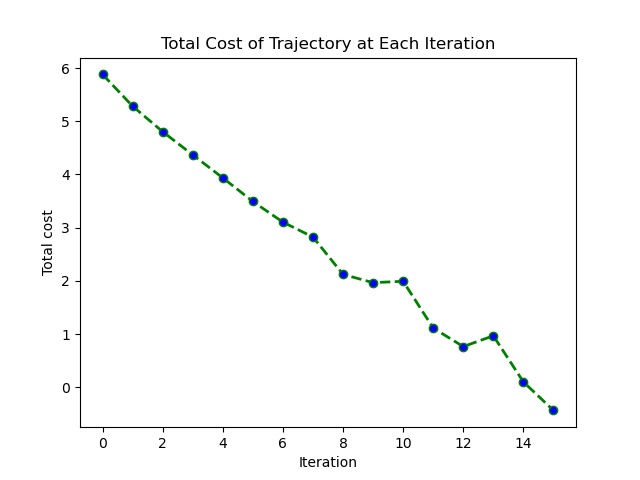 Total Cost of Trajectory at Each Iteration
6
5
4
3
2
1
0
Total cost
0 2 4 6 8 10 12 14
Iteration